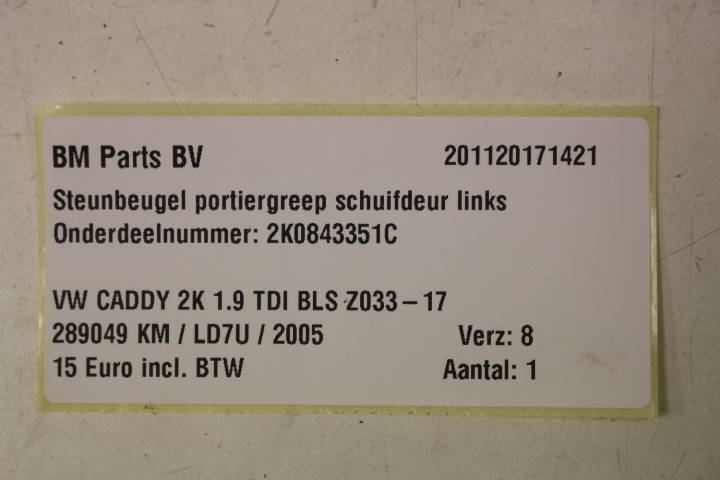 BM Parts BV 201120171421
Steunbeugel portiergreep schuifdeur links
Onderdeelnummer: 2K0843351C
VW CADDY 2K 1.9 TDI BLS Z033-17
289049 KM / LD7U / 2005 Verz: 8
15 Euro incl. BTW Aantal: 1